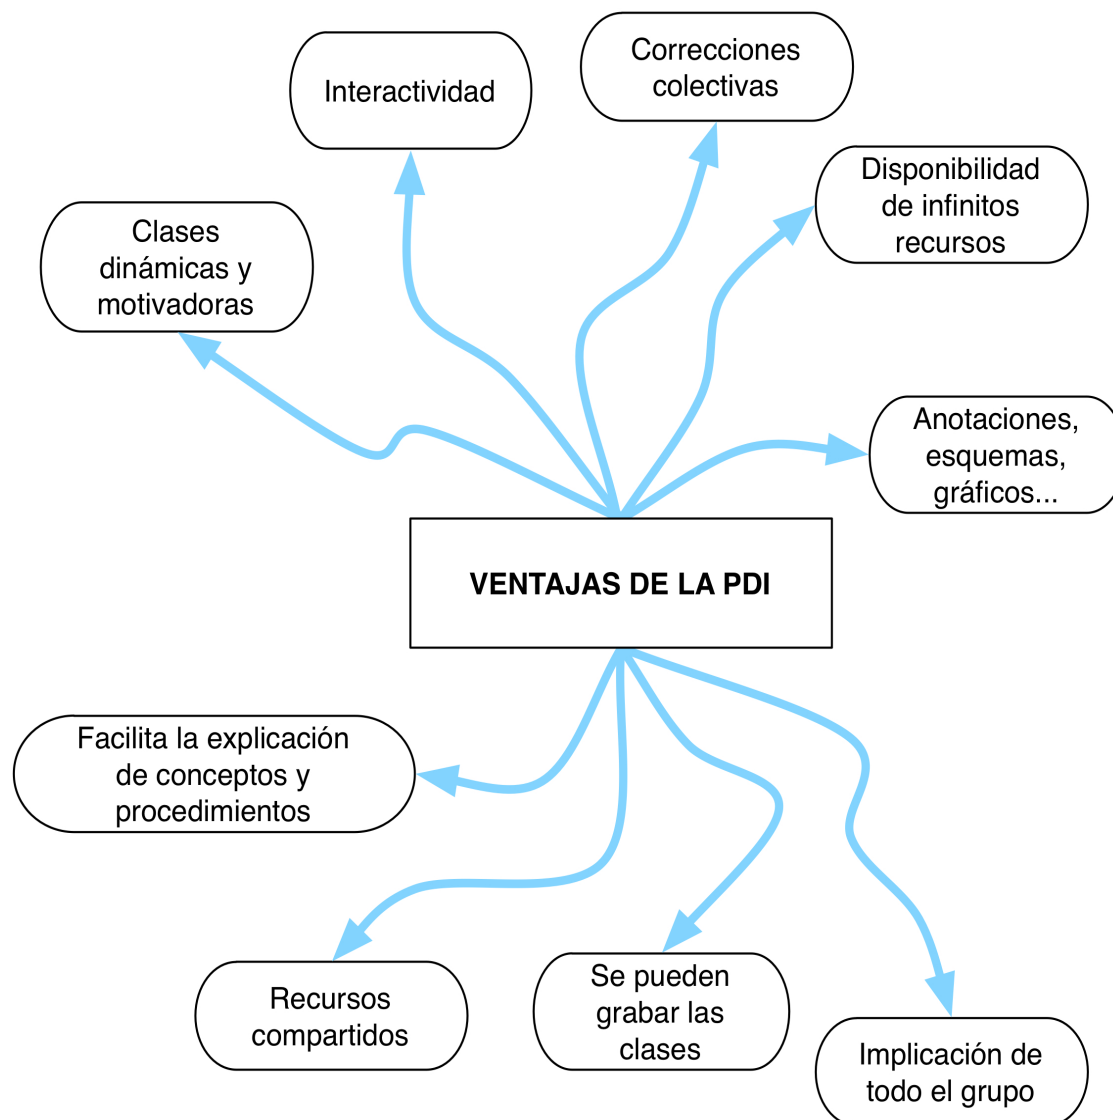 Interactividad
Correcciones
colectivas
Disponibilidad
de infinitos
recursos
Clases
dinámicas y
motivadoras
Anotaciones,
esquemas,
gráficos...
VENTAJAS DE LA PDI
Facilita la explicación
de conceptos y
procedimientos
Recursos
compartidos
Se pueden
grabar las
clases
Implicación de
todo el grupo